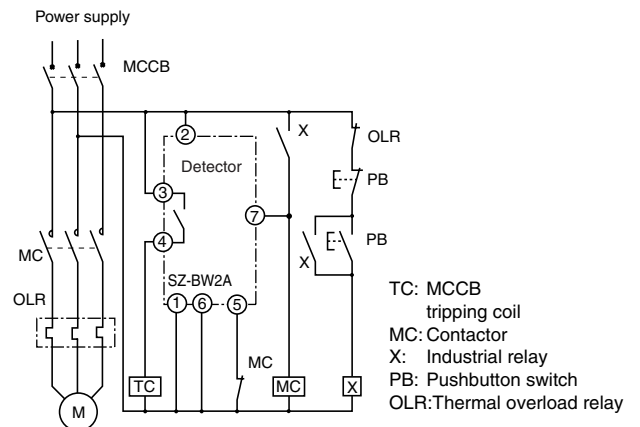 Power supply
MCCB
X
OLR
2
Detector
PB
3
7
4
PB
MC
X
SZ-BW2A
OLR
1 6 5
TC: MCCB
tripping coil
MC: Contactor
MC
X: Industrial relay
TC
MC
X
PB: Pushbutton switch
M
OLR:Thermal overload relay